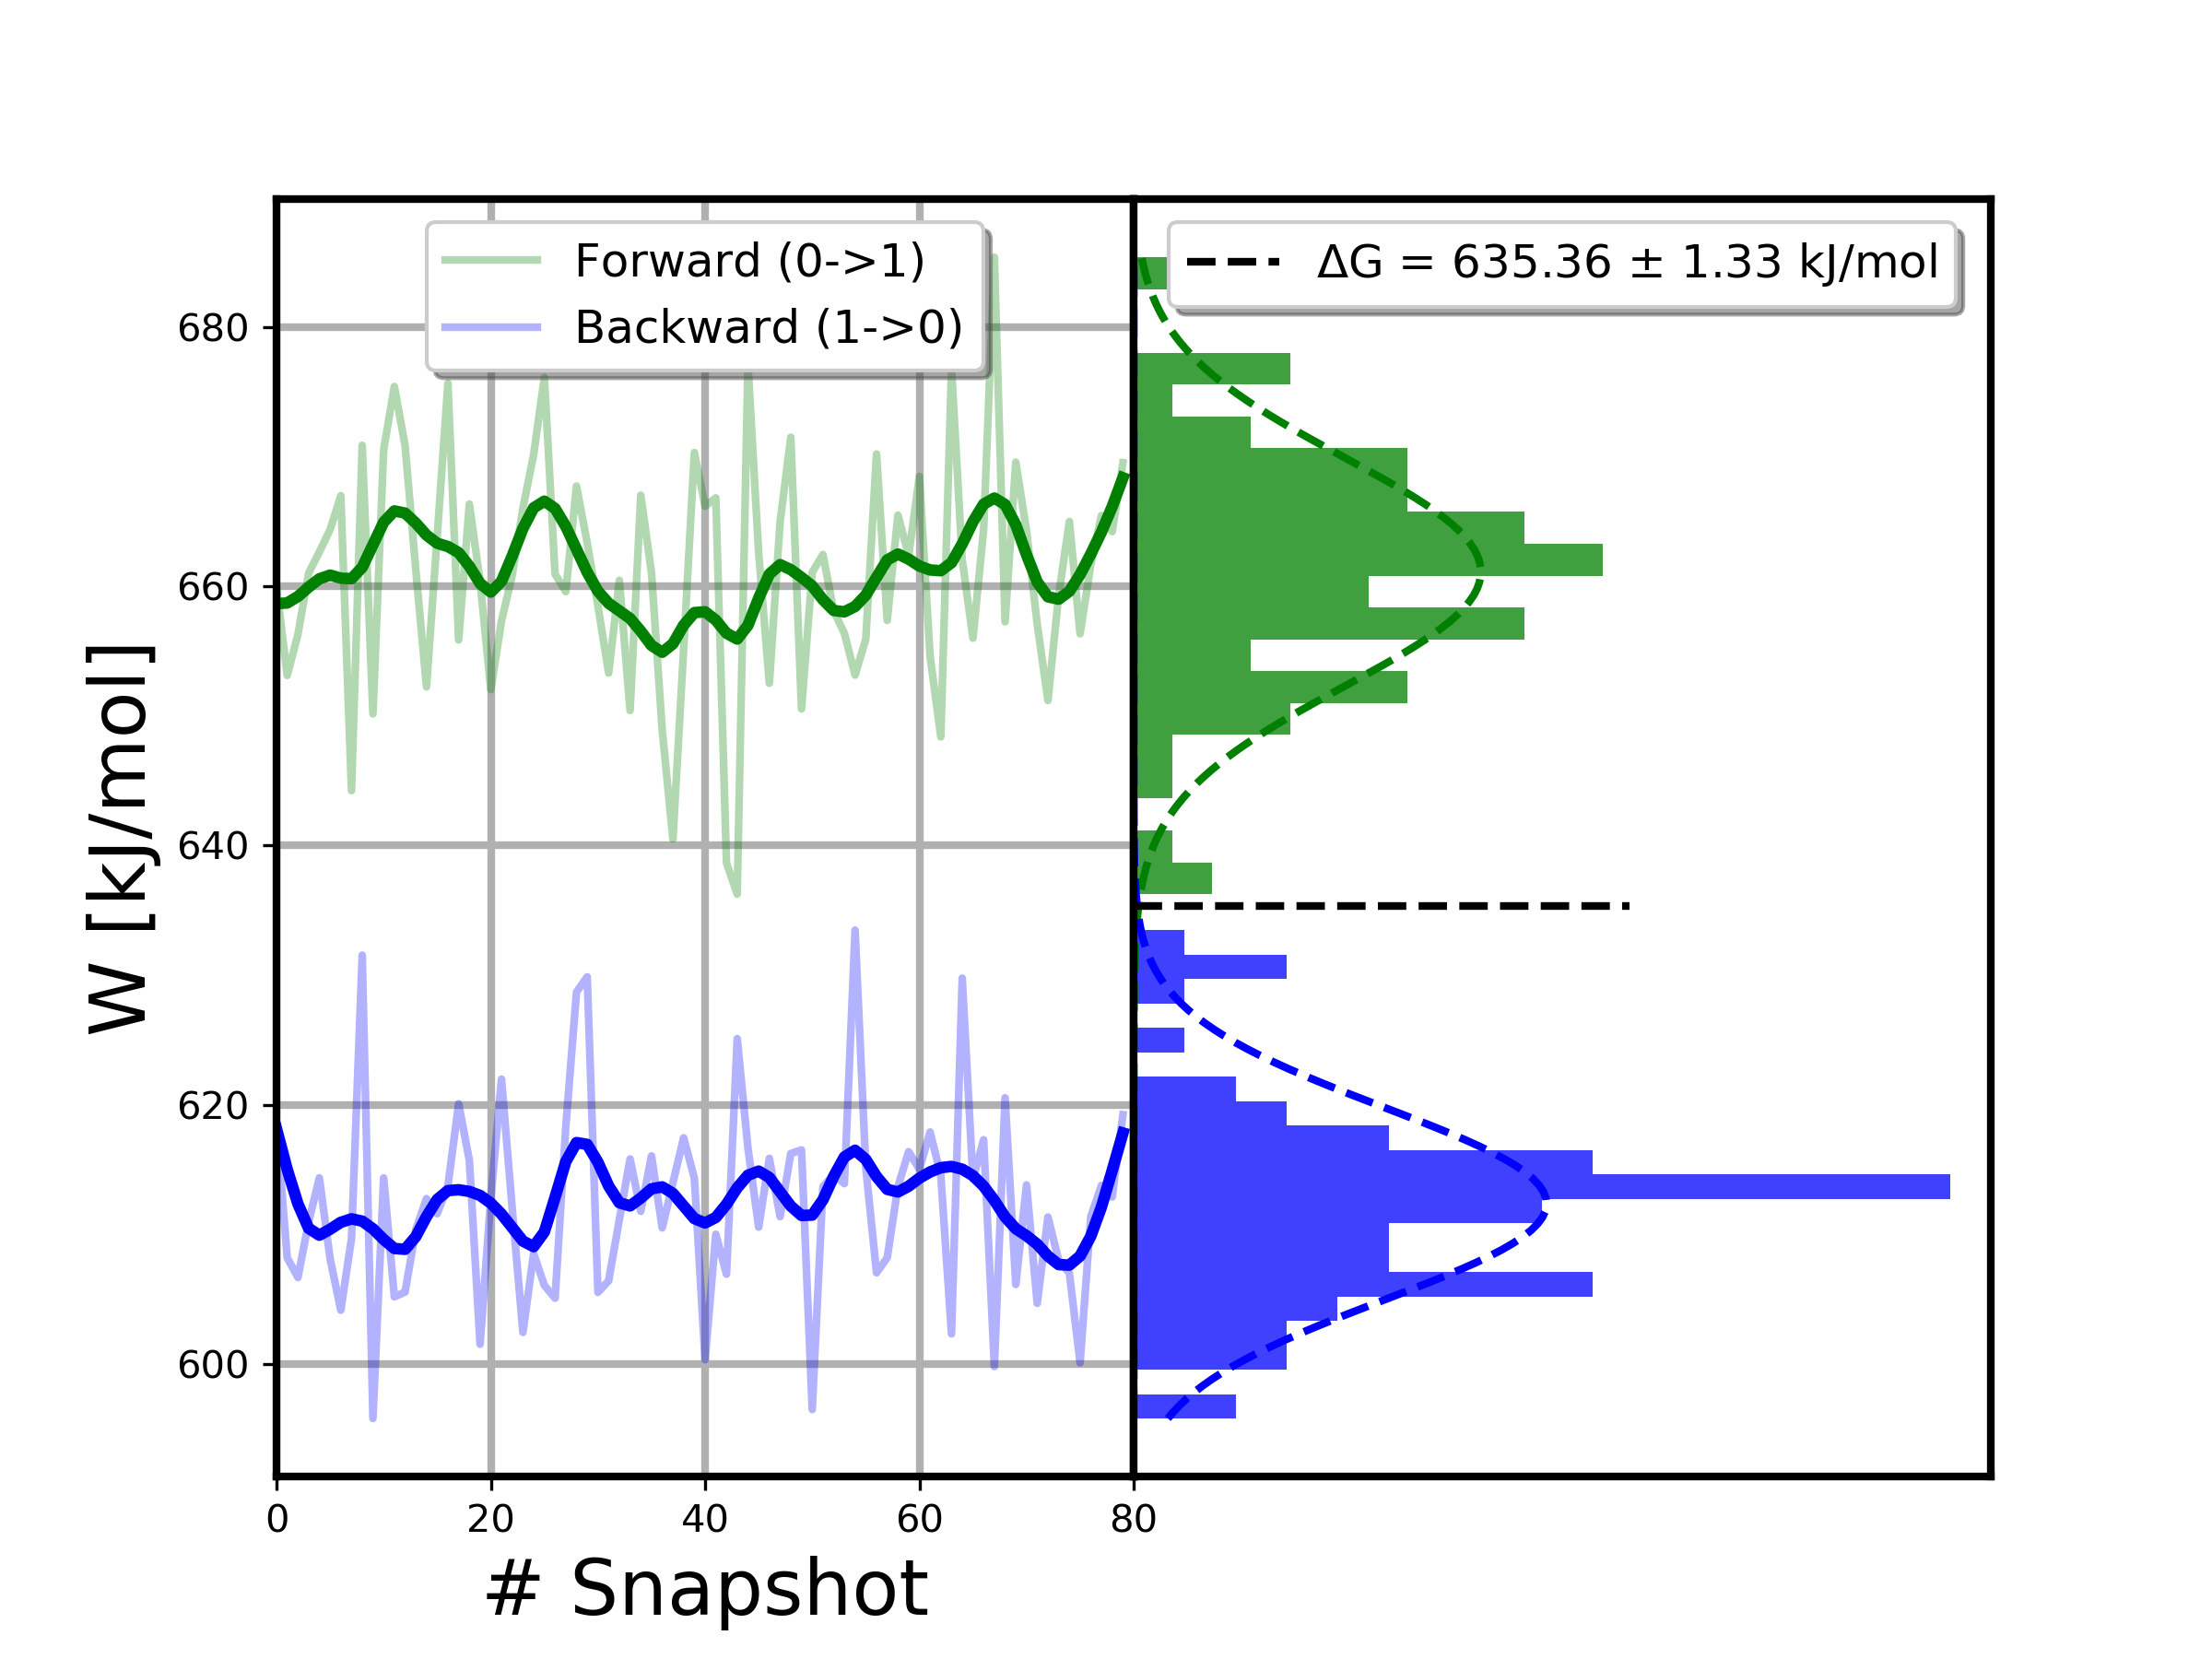 Forward (0->1)
Backward (1->0)
ΔG = 635.36 ± 1.33 kJ/mol
W [kJ/mol]
680
660
640
620
600
0 20 40 60 80
# Snapshot